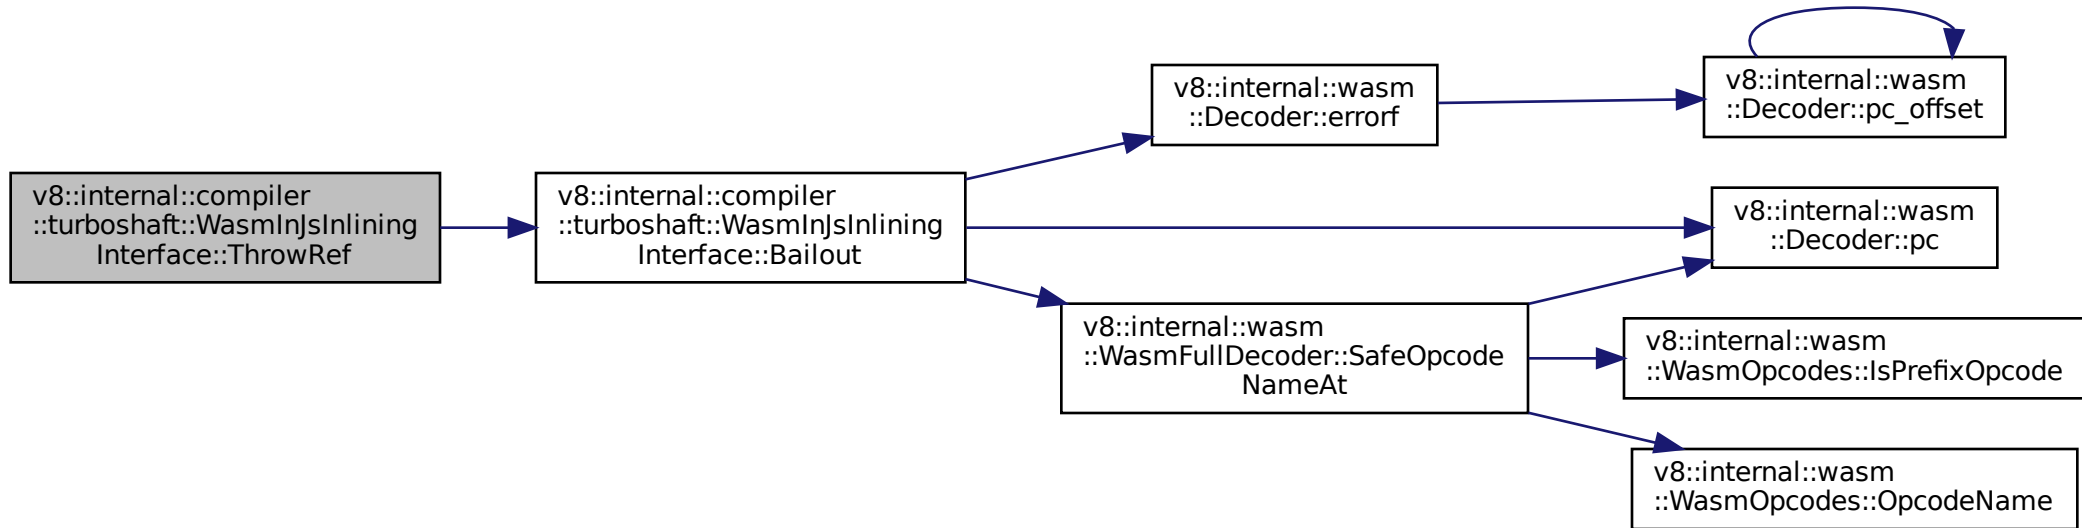 v8::internal::compiler
::turboshaft::WasmInJsInlining
Interface::ThrowRef
v8::internal::compiler
::turboshaft::WasmInJsInlining
Interface::Bailout
v8::internal::wasm
::Decoder::errorf
v8::internal::wasm
::Decoder::pc_offset
v8::internal::wasm
::Decoder::pc
v8::internal::wasm
::WasmFullDecoder::SafeOpcode
NameAt
v8::internal::wasm
::WasmOpcodes::IsPrefixOpcode
v8::internal::wasm
::WasmOpcodes::OpcodeName